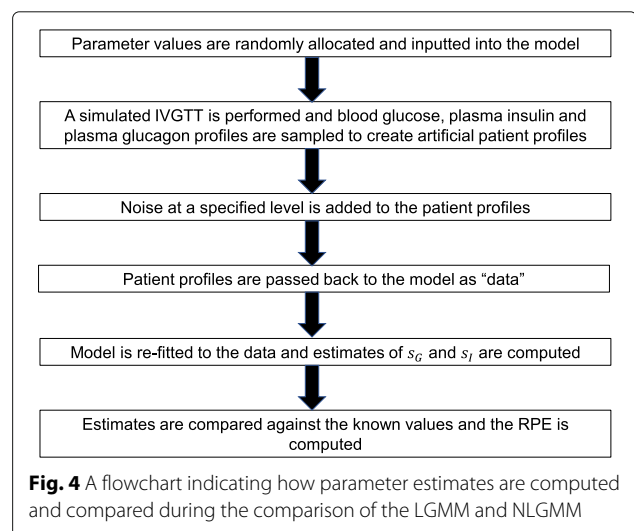 Parameter values are randomly allocated and inputted into the model
A simulated IVGTT is performed and blood glucose, plasma insulin and
plasma glucagon profiles are sampled to create artificial patient profiles
Noise at a specified level is added to the patient profiles
Patient profiles are passed back to the model as “data”
Model is re-fitted to the data and estimates of s_G and s_I are computed
Estimates are compared against the known values and the RPE is
computed
Fig. 4 A flowchart indicating how parameter estimates are computed
and compared during the comparison of the LGMM and NLGMM